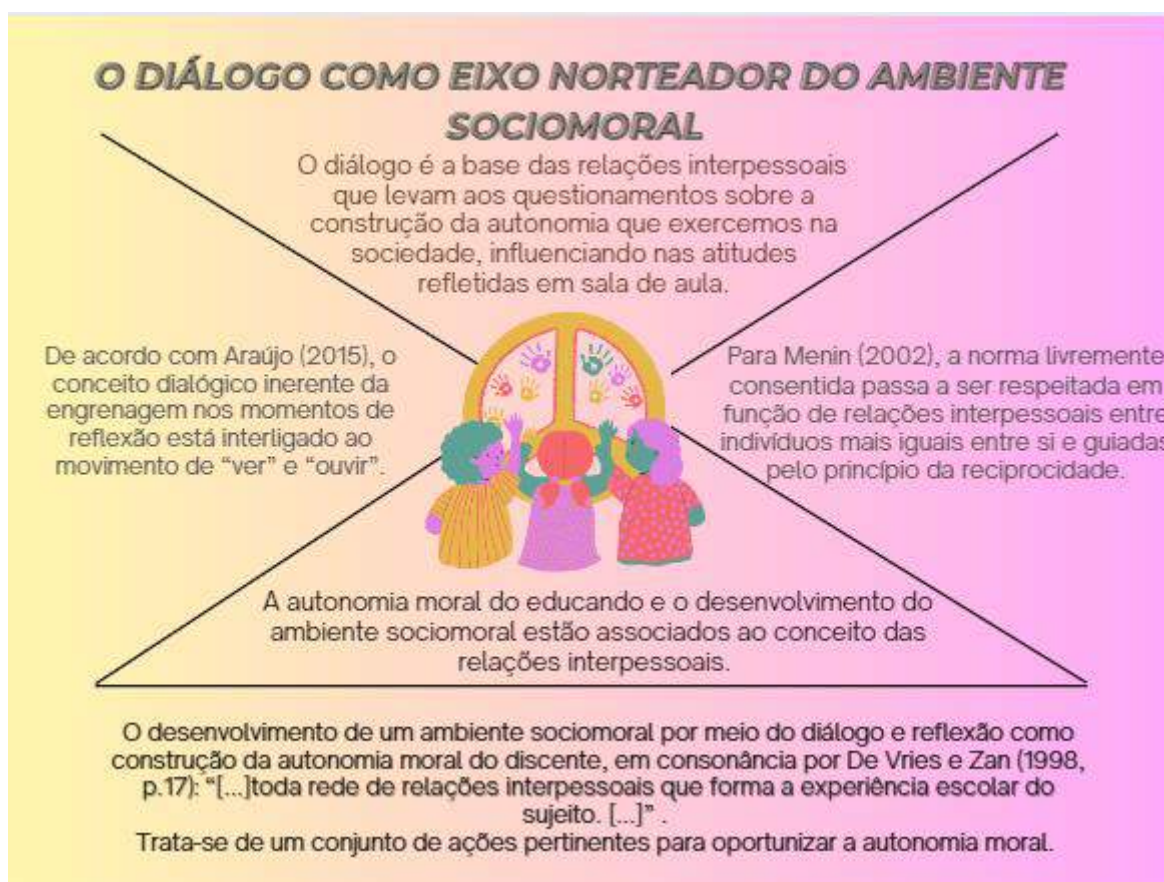 O DIÁLOGO COMO EIXO NORTEADOR DO AMBIENTE
SOCIOMORAL
O diálogo é a base das relações interpessoais
que levam aos questionamentos sobre a
construção da autonomia que exercemos na
sociedade, influenciando nas atitudes
refletidas em sala de aula.
De acordo com Araújo (2015), o
conceito dialógico inerente da
engrenagem nos momentos de
reflexão está interligado ao
movimento de “ver” e “ouvir”.
Para Menin (2002), a norma livremente
consentida passa a ser respeitada em
função de relações interpessoais entre
indivíduos mais iguais entre si e guiadas
pelo princípio da reciprocidade.
A autonomia moral do educando e o desenvolvimento do
ambiente sociomoral estão associados ao conceito das
relações interpessoais.
O desenvolvimento de um ambiente sociomoral por meio do diálogo e reflexão como
construção da autonomia moral do discente, em consonância por De Vries e Zan (1998,
p.17): “[...]toda rede de relações interpessoais que forma a experiência escolar do
sujeito. [...]” .
Trata-se de um conjunto de ações pertinentes para oportunizar a autonomia moral.